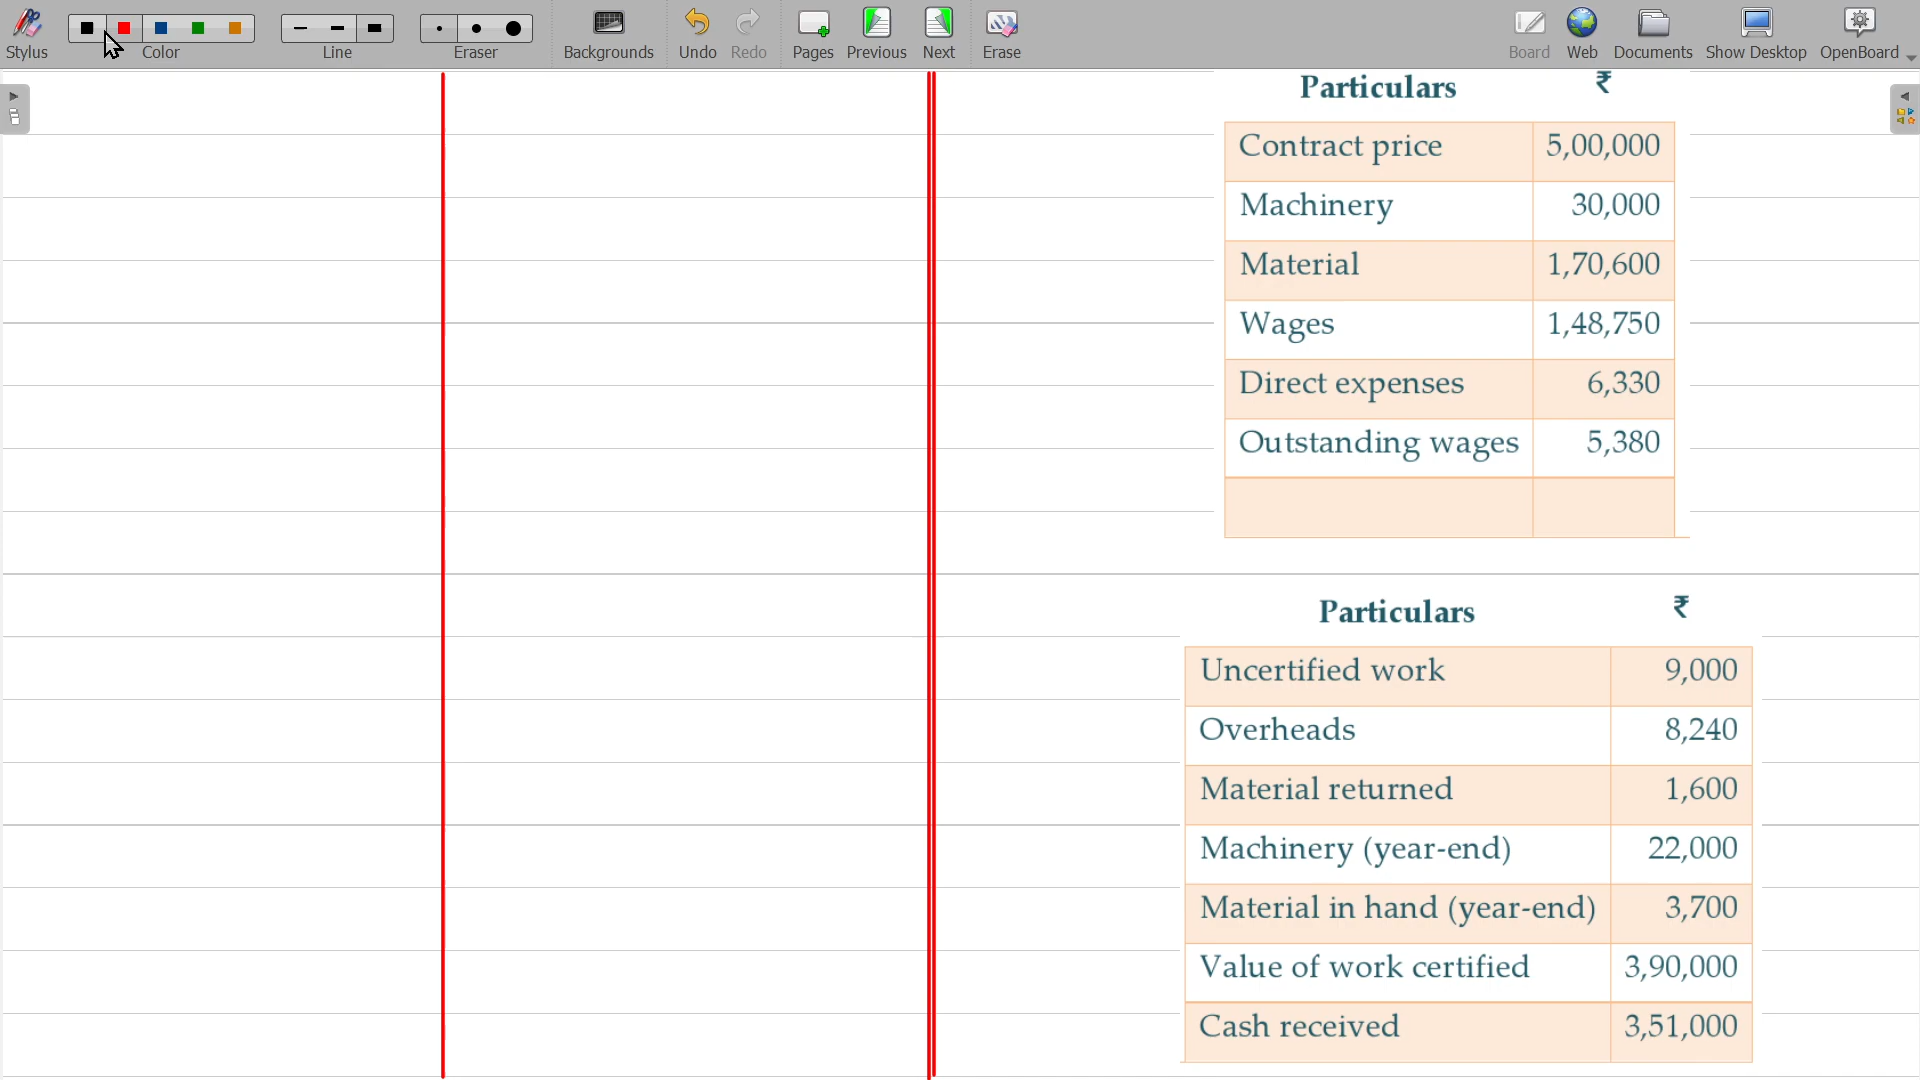 Stylus
Color
Line
Eraser
Backgrounds
Undo
Redo
Pages
Previous
Next
Erase
Board
Web
Documents
Show Desktop
OpenBoard
Particulars ₹
Contract price 5,00,000
Machinery 30,000
Material 1,70,600
Wages 1,48,750
Direct expenses 6,330
Outstanding wages 5,380
Particulars ₹
Uncertified work 9,000
Overheads 8,240
Material returned 1,600
Machinery (year-end) 22,000
Material in hand (year-end) 3,700
Value of work certified 3,90,000
Cash received 3,51,000